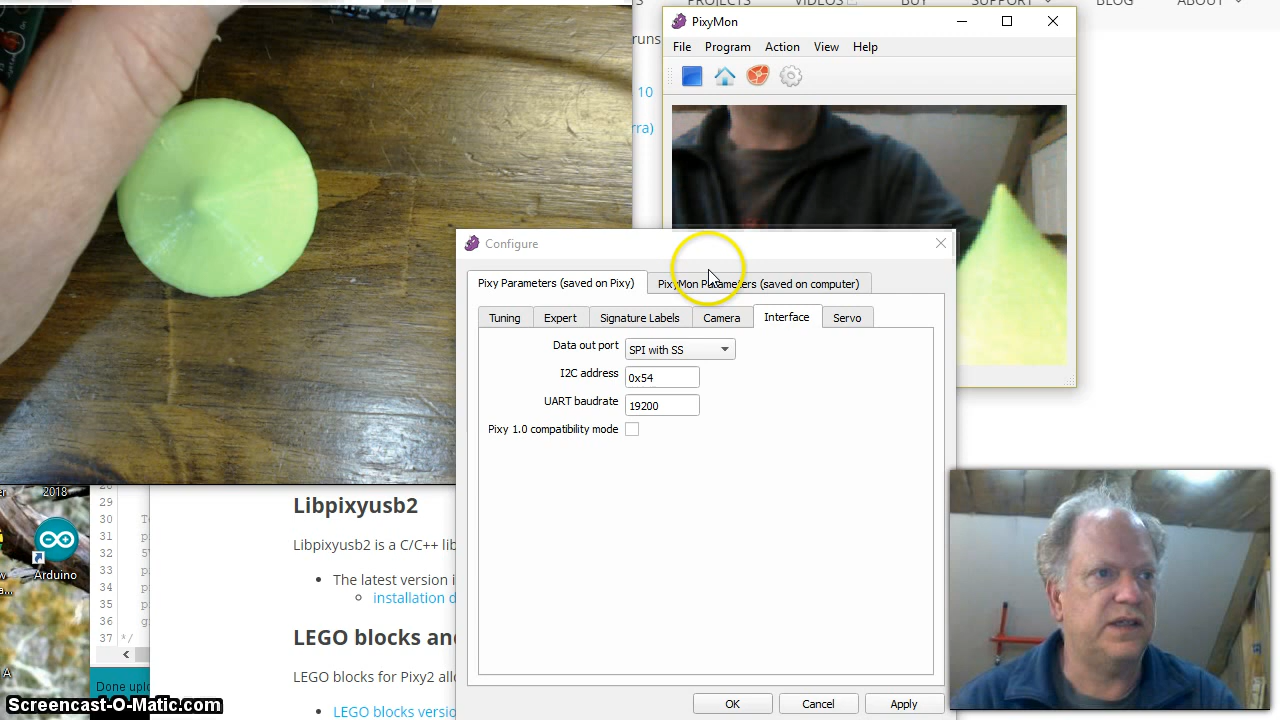 PROJECTS
VIDEOS
BUY
SUPPORT
BLOG
ABOUT
PixyMon
File Program Action View Help
runs
10
rra)
Configure
Pixy Parameters (saved on Pixy) PixyMon Parameters (saved on computer)
Tuning Expert Signature Labels Camera Interface Servo
Data out port SPI with SS
I2C address 0x54
UART baudrate 19200
Pixy 1.0 compatibility mode
OK Cancel Apply
2018
Arduino
29
30
31
32
33
34
35
36
37 */
Done uplo
Libpixyusb2
Libpixyusb2 is a C/C++ lib
The latest version i
installation d
LEGO blocks an
LEGO blocks for Pixy2 all
LEGO blocks versio
Screencast-O-Matic.com